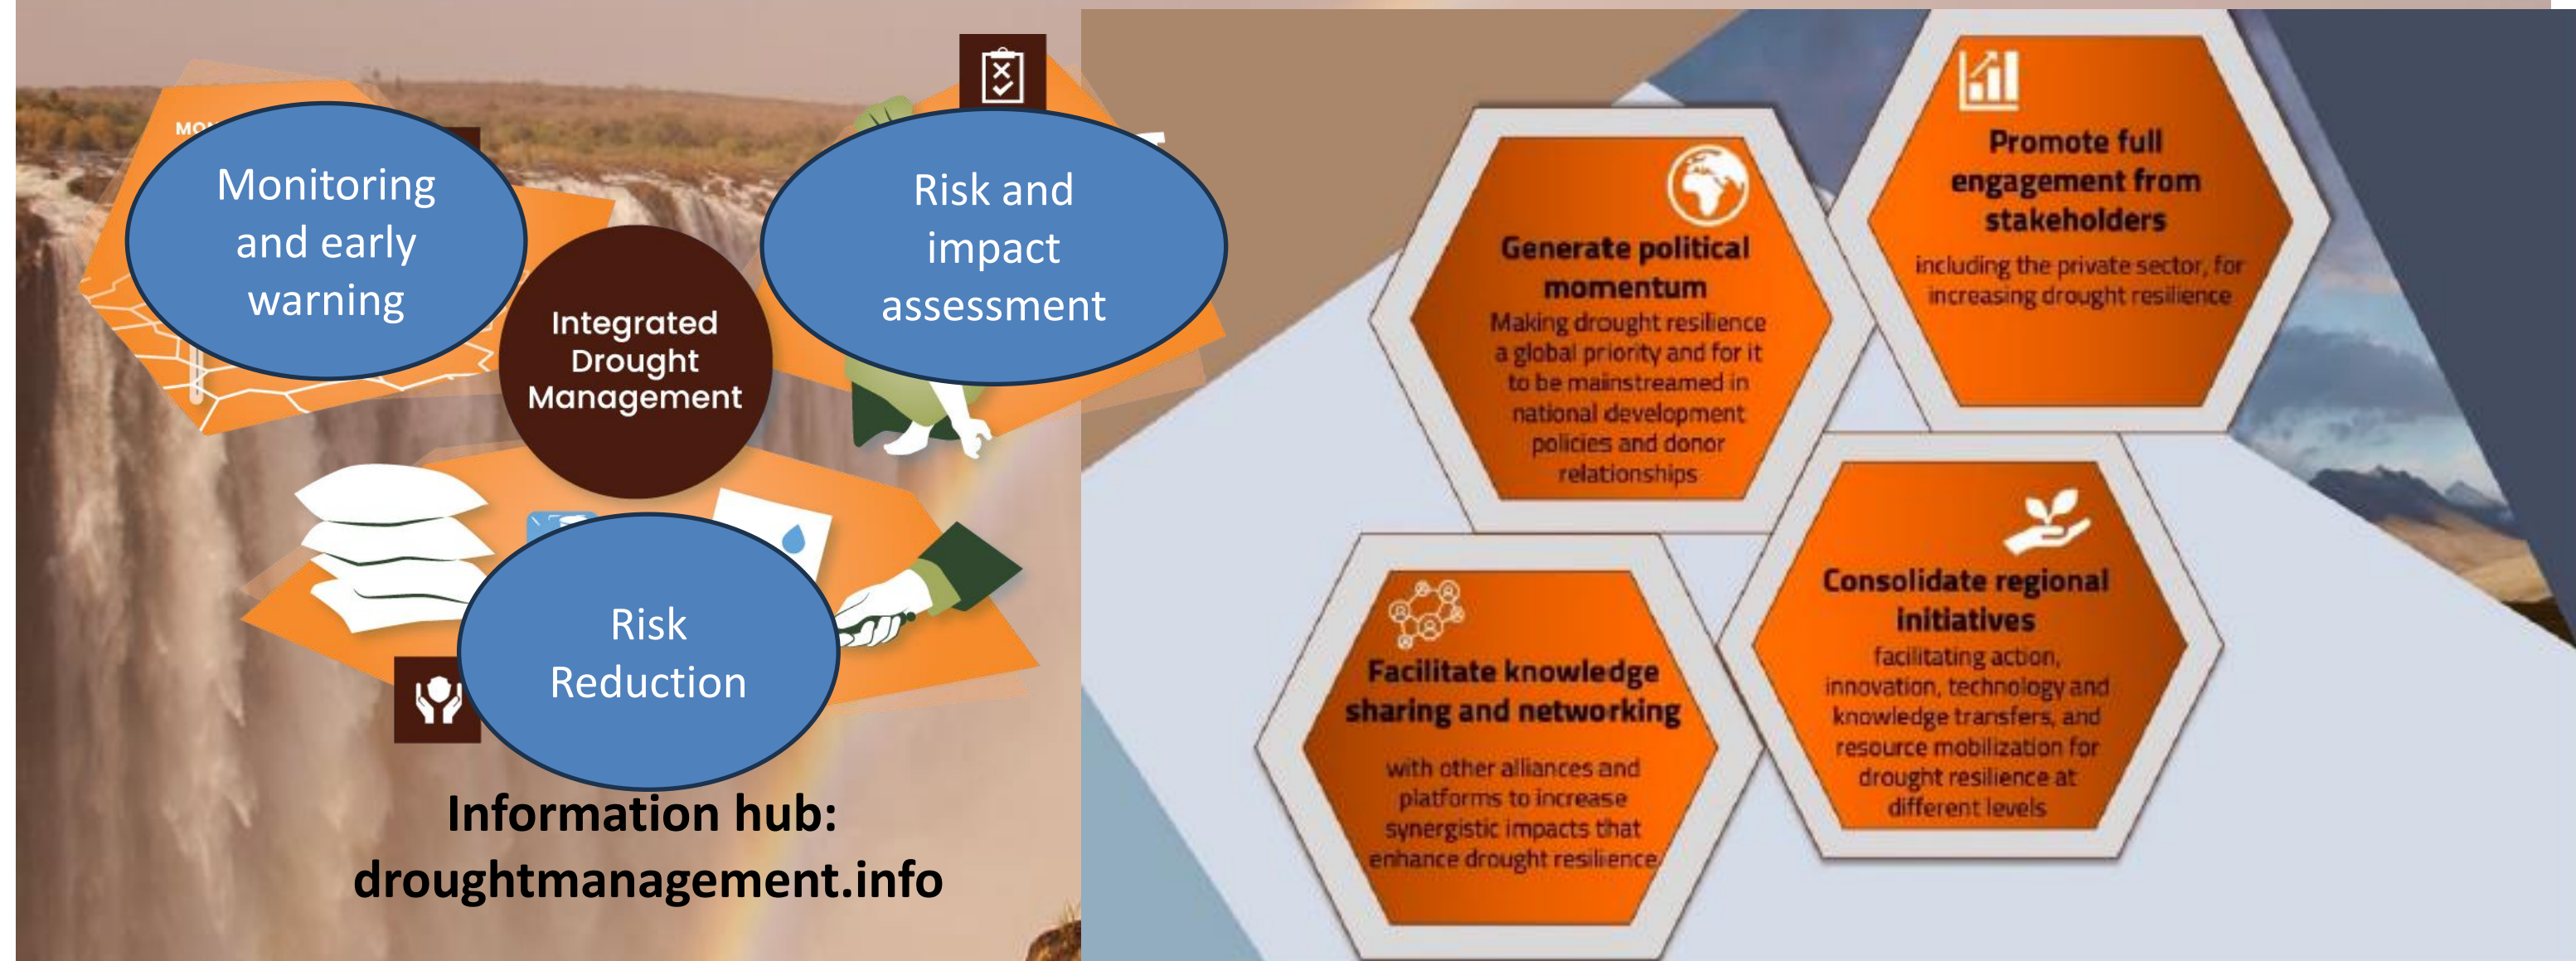 Monitoring
and early
warning
Risk and
impact
assessment
Integrated
Drought
Management
Risk
Reduction
Information hub:
droughtmanagement.info
Generate political
momentum
Making drought resilience
a global priority and for it
to be mainstreamed in
national development
policies and donor
relationships
Promote full
engagement from
stakeholders
including the private sector, for
increasing drought resilience
Facilitate knowledge
sharing and networking
with other alliances and
platforms to increase
synergistic impacts that
enhance drought resilience
Consolidate regional
initiatives
facilitating action,
innovation, technology and
knowledge transfers, and
resource mobilization for
drought resilience at
different levels